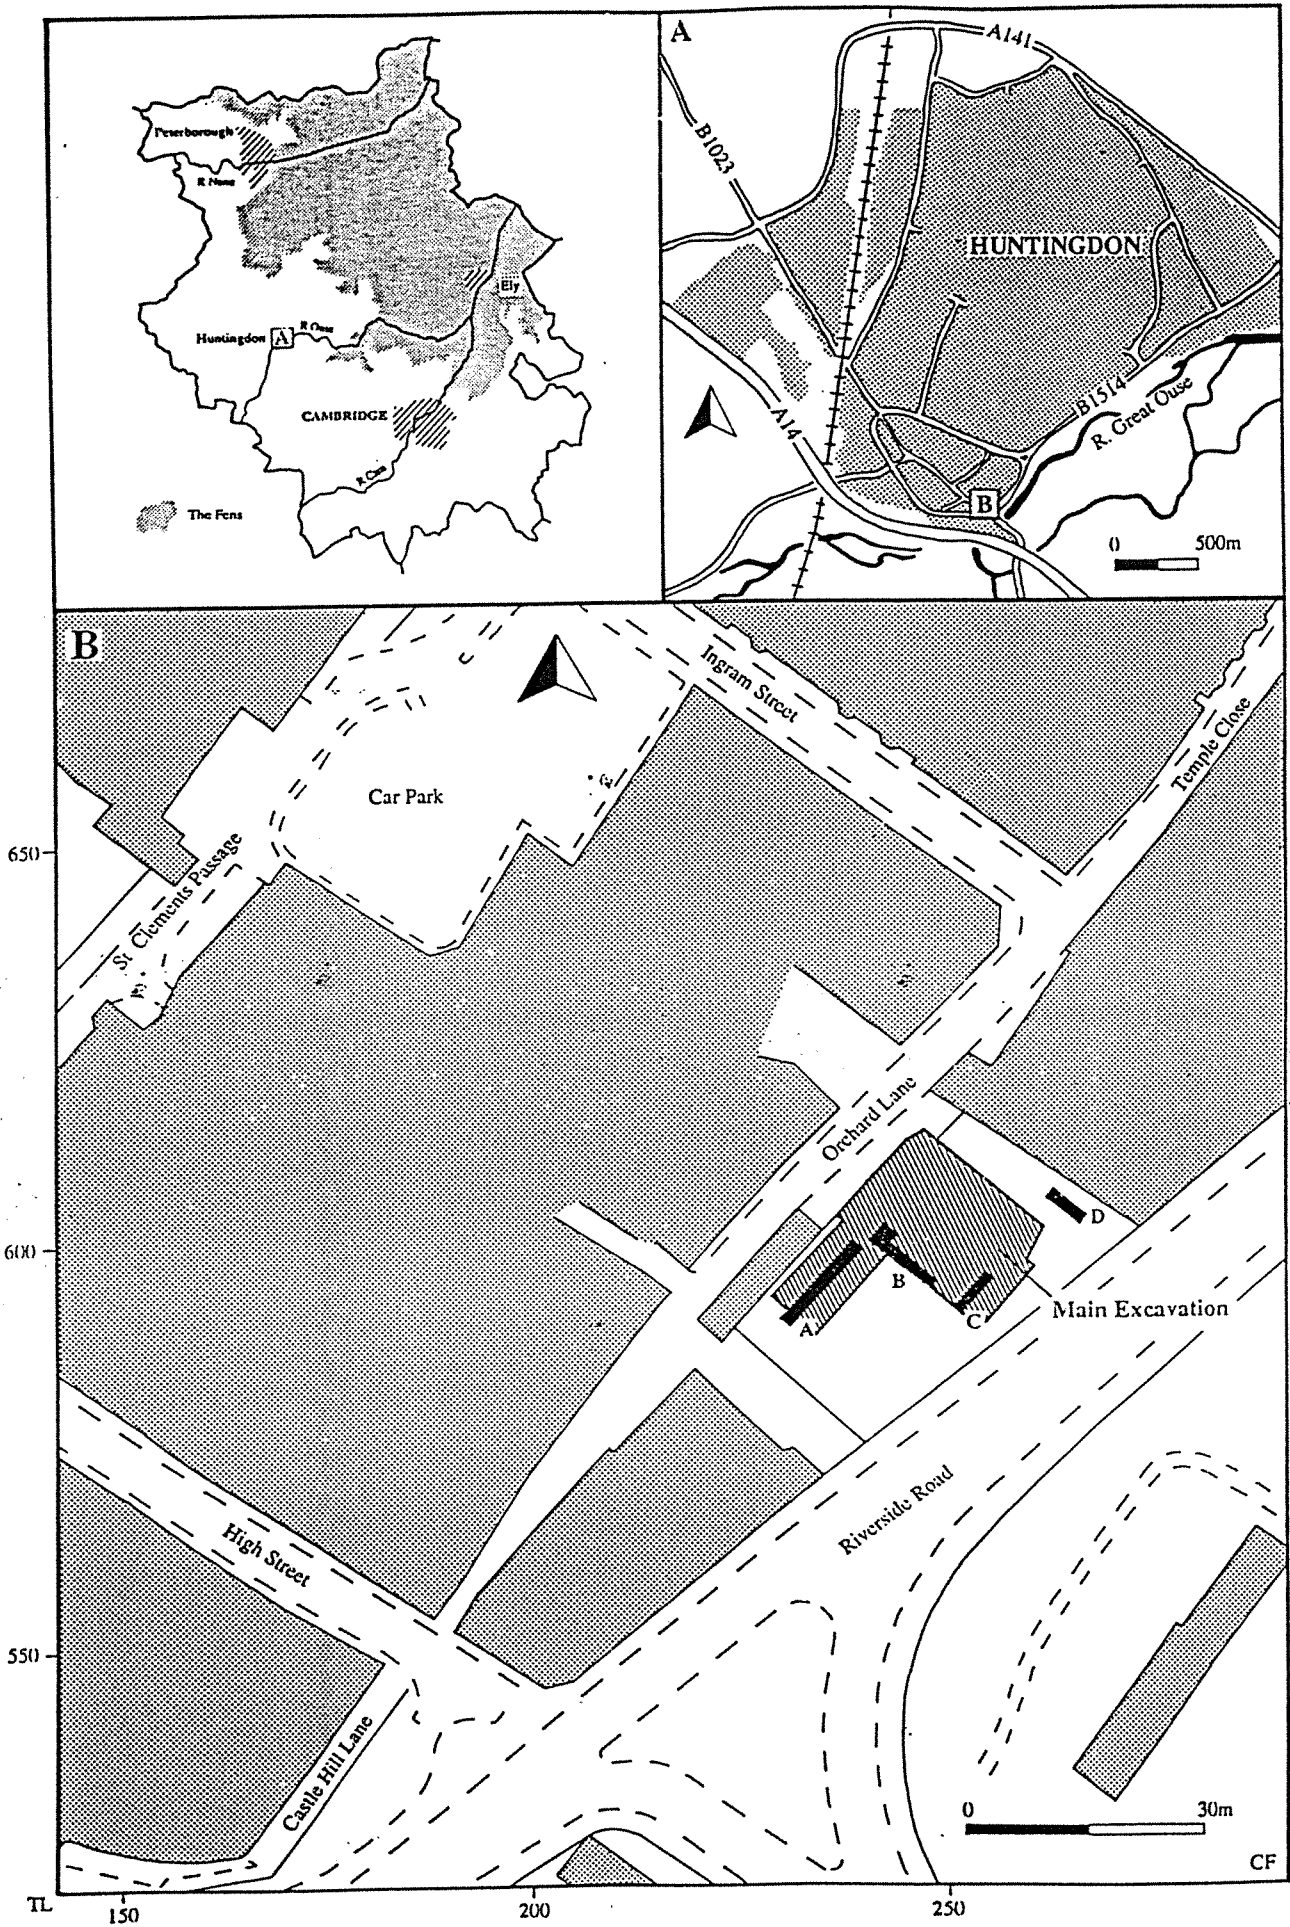 Peterborough
R Nene
Huntingdon
A
R Ouse
Ely
CAMBRIDGE
R Cam
The Fens
A
A141
B1023
HUNTINGDON
A14
B1514
R. Great Ouse
B
0
500m
B
Ingram Street
Temple Close
Car Park
650
St Clements Passage
Orchard Lane
600
D
B
A
C
Main Excavation
Riverside Road
High Street
550
Castle Hill Lane
0
30m
CF
TL
150
200
250